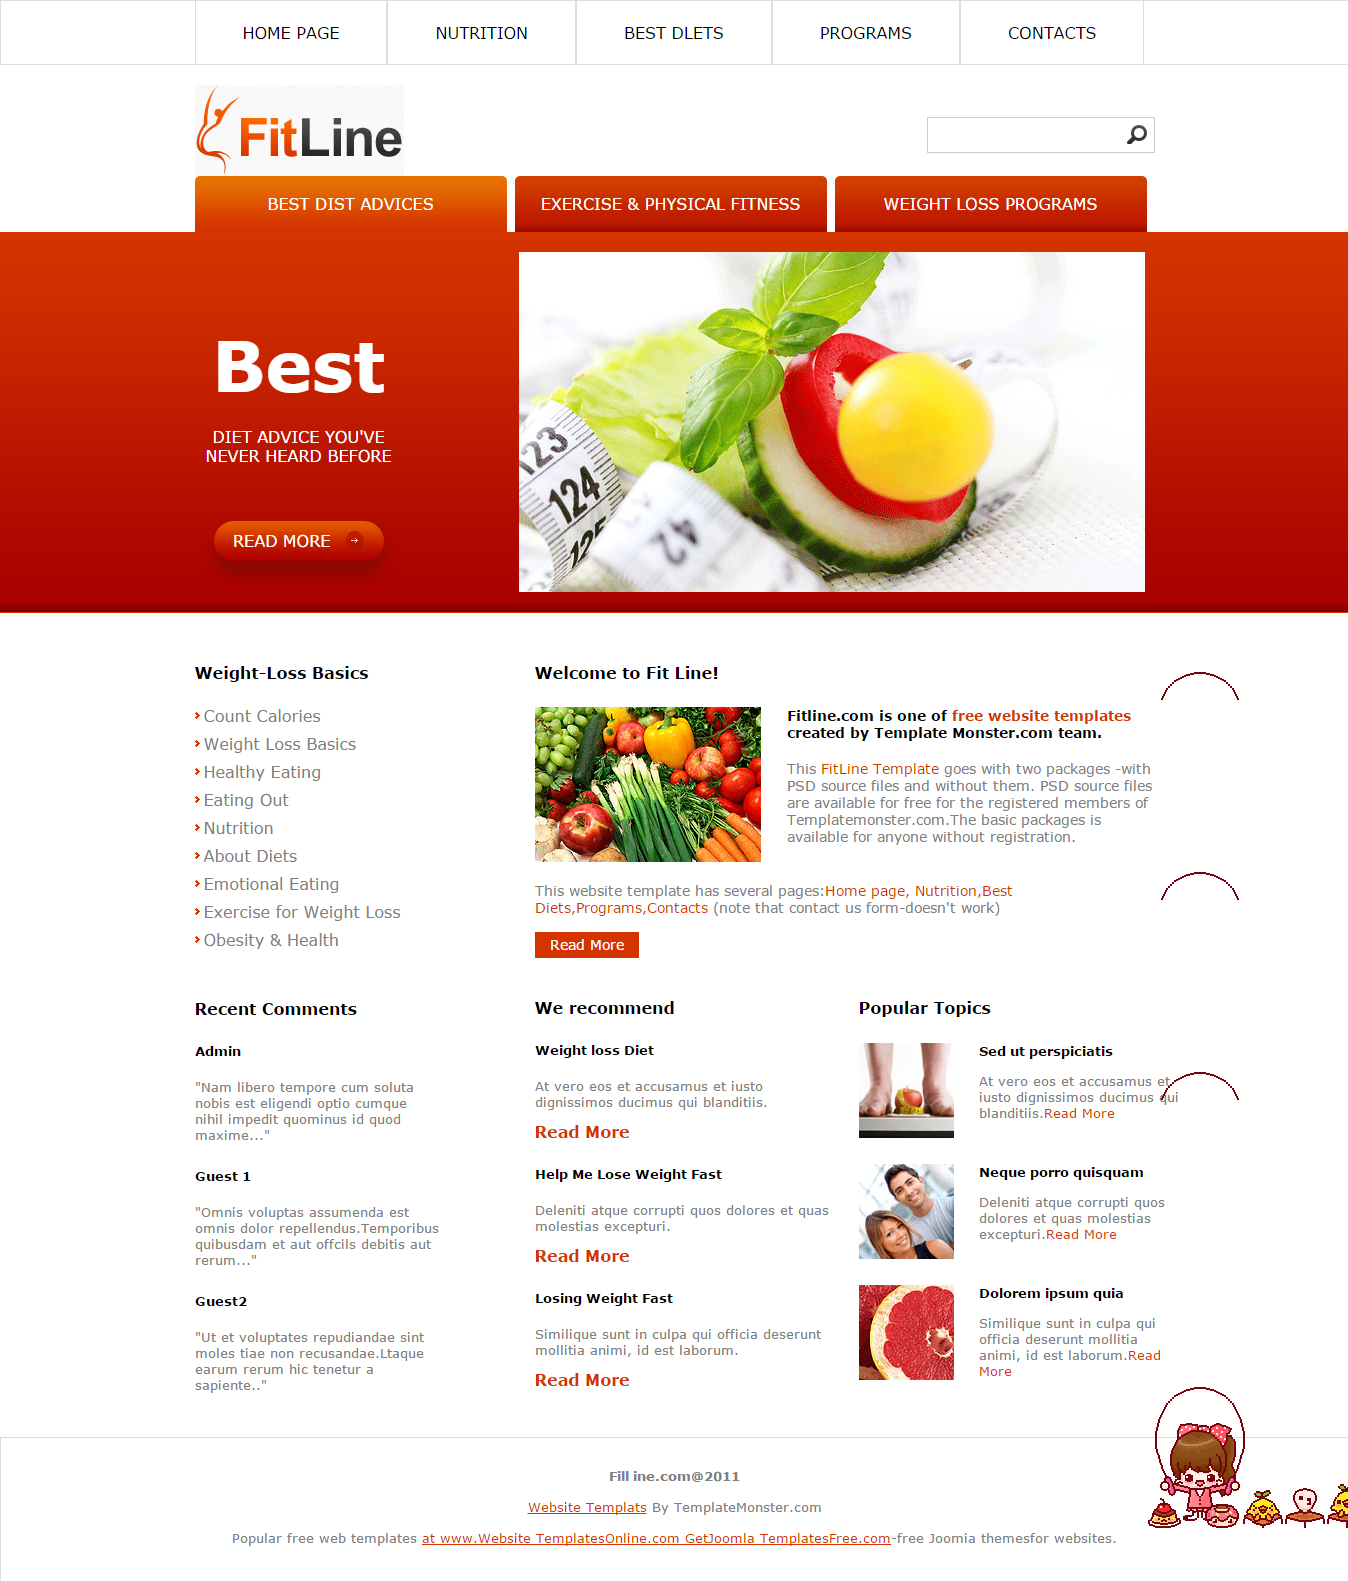 HOME PAGE NUTRITION BEST DLETS PROGRAMS CONTACTS
FitLine
BEST DIST ADVICES EXERCISE & PHYSICAL FITNESS WEIGHT LOSS PROGRAMS
Best
DIET ADVICE YOU'VE
NEVER HEARD BEFORE
READ MORE
123
124
125
42
Weight-Loss Basics
Count Calories
Weight Loss Basics
Healthy Eating
Eating Out
Nutrition
About Diets
Emotional Eating
Exercise for Weight Loss
Obesity & Health
Welcome to Fit Line!
Fitline.com is one of free website templates
created by Template Monster.com team.
This FitLine Template goes with two packages -with
PSD source files and without them. PSD source files
are available for free for the registered members of
Templatemonster.com.The basic packages is
available for anyone without registration.
This website template has several pages:Home page, Nutrition,Best
Diets,Programs,Contacts (note that contact us form-doesn't work)
Read More
Recent Comments
Admin
"Nam libero tempore cum soluta
nobis est eligendi optio cumque
nihil impedit quominus id quod
maxime..."
Guest 1
"Omnis voluptas assumenda est
omnis dolor repellendus.Temporibus
quibusdam et aut offcils debitis aut
rerum..."
Guest2
"Ut et voluptates repudiandae sint
moles tiae non recusandae.Ltaque
earum rerum hic tenetur a
sapiente.."
We recommend
Weight loss Diet
At vero eos et accusamus et iusto
dignissimos ducimus qui blanditiis.
Read More
Help Me Lose Weight Fast
Deleniti atque corrupti quos dolores et quas
molestias excepturi.
Read More
Losing Weight Fast
Similique sunt in culpa qui officia deserunt
mollitia animi, id est laborum.
Read More
Popular Topics
Sed ut perspiciatis
At vero eos et accusamus et
iusto dignissimos ducimus qui
blanditiis.Read More
Neque porro quisquam
Deleniti atque corrupti quos
dolores et quas molestias
excepturi.Read More
Dolorem ipsum quia
Similique sunt in culpa qui
officia deserunt mollitia
animi, id est laborum.Read
More
Fill ine.com@2011
Website Templats By TemplateMonster.com
Popular free web templates at www.Website TemplatesOnline.com GetJoomla TemplatesFree.com-free Joomia themesfor websites.